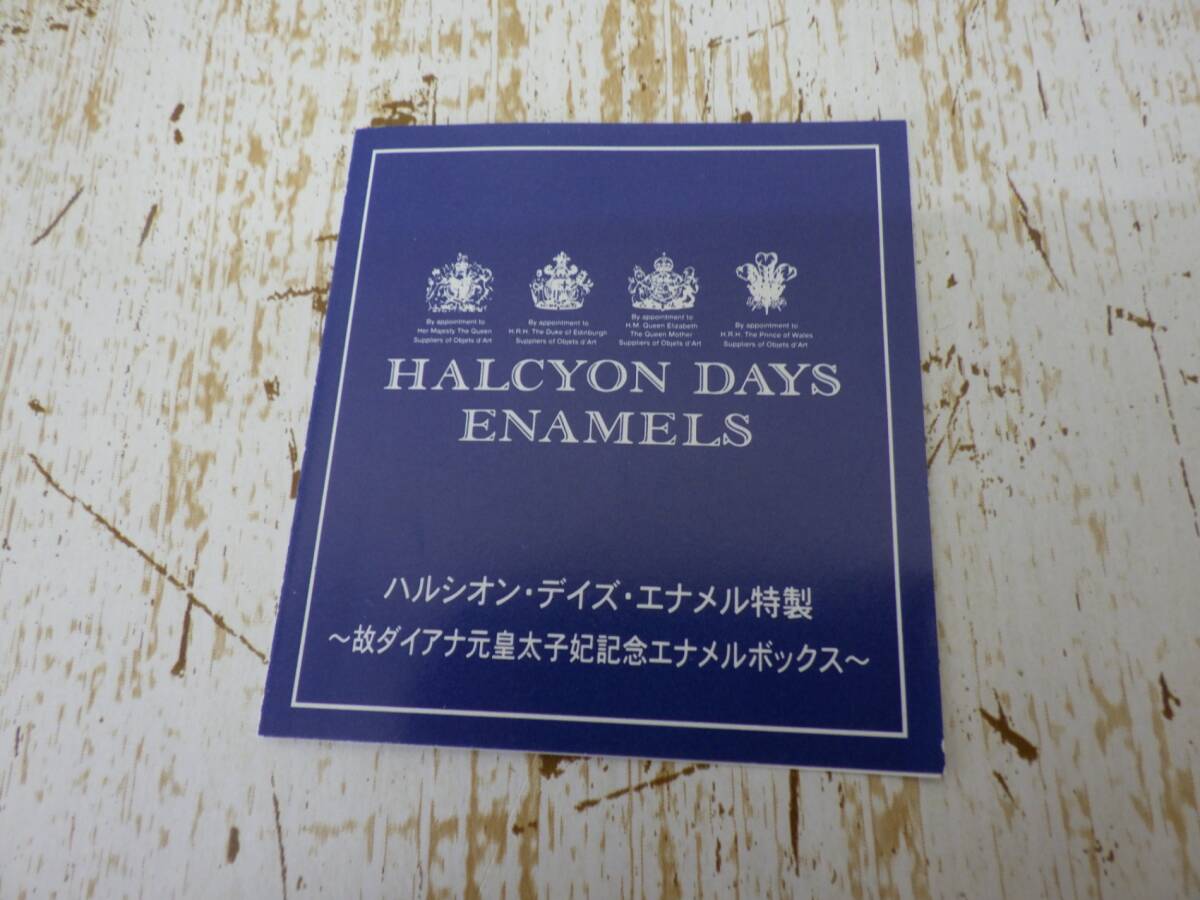 By appointment to
Her Majesty The Queen
Suppliers of Objets d'Art
By appointment to
H.R.H. The Duke of Edinburgh
Suppliers of Objets d'Art
By appointment to
H.M. Queen Elizabeth
The Queen Mother
Suppliers of Objets d'Art
By appointment to
H.R.H. The Prince of Wales
Suppliers of Objets d'Art
HALCYON DAYS
ENAMELS
ハルシオン・デイズ・エナメル特製
～故ダイアナ元皇太子妃記念エナメルボックス～